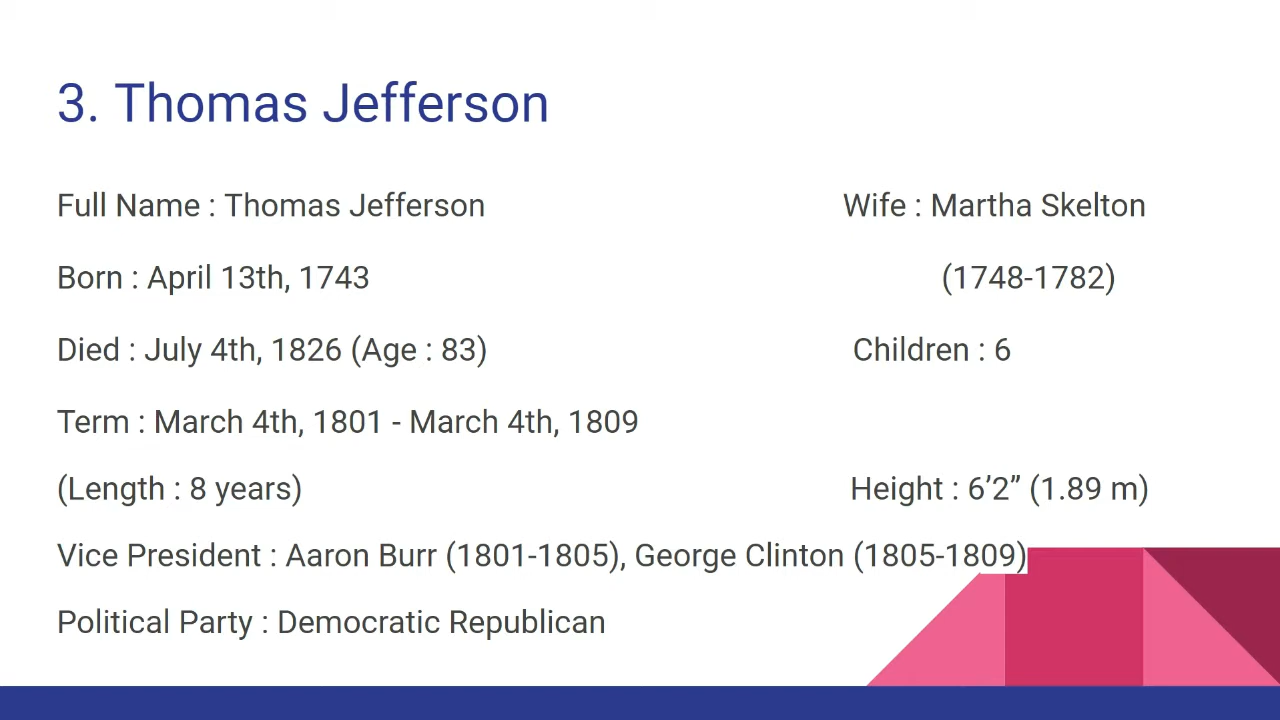 3. Thomas Jefferson
Full Name : Thomas Jefferson
Wife : Martha Skelton
Born : April 13th, 1743
(1748-1782)
Died : July 4th, 1826 (Age : 83)
Children : 6
Term : March 4th, 1801 - March 4th, 1809
(Length : 8 years)
Height : 6’2” (1.89 m)
Vice President : Aaron Burr (1801-1805), George Clinton (1805-1809)
Political Party : Democratic Republican